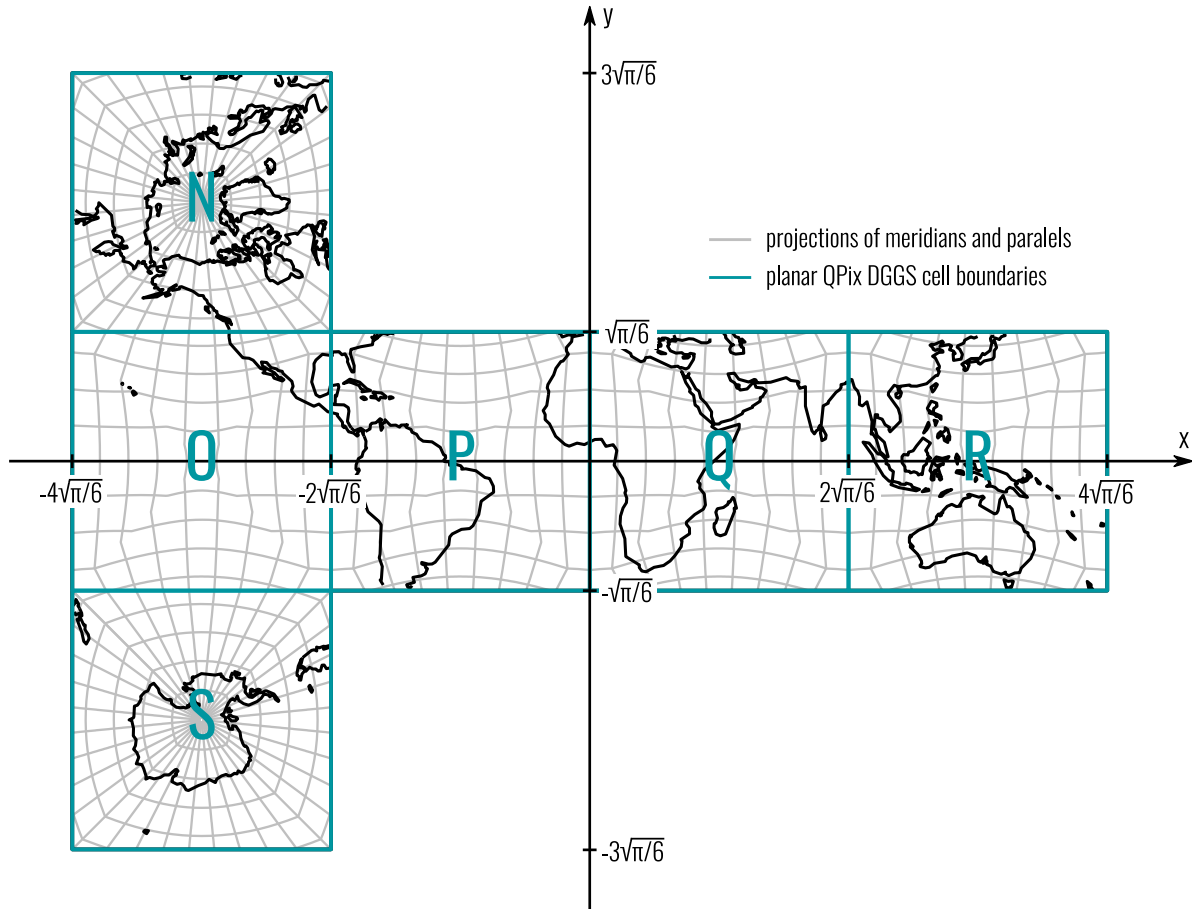 y
3√π/6
N
projections of meridians and paralels
planar QPix DGGS cell boundaries
√π/6
O
P
Q
R
x
-4√π/6
-2√π/6
2√π/6
4√π/6
-√π/6
S
-3√π/6